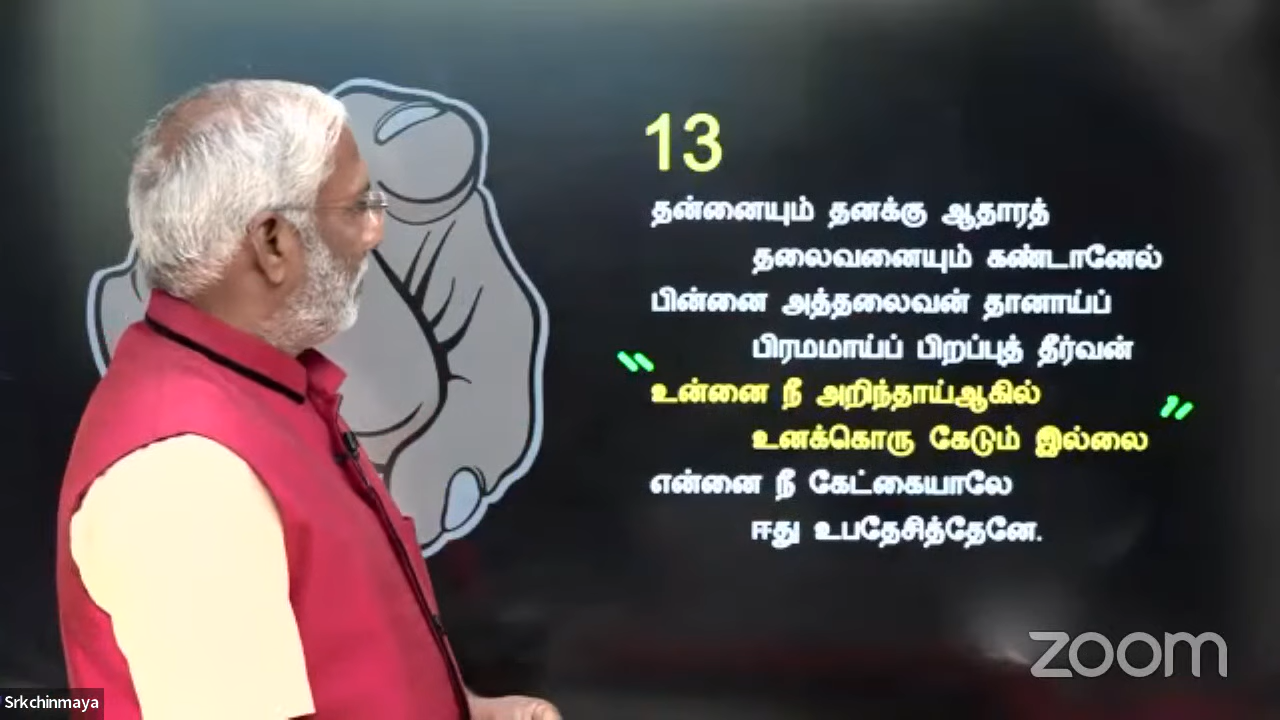 13
தன்னையும் தனக்கு ஆதாரத்
தலைவனையும் கண்டானேல்
பின்னை அத்தலைவன் தானாய்ப்
பிரமமாய்ப் பிறப்புத் தீர்வன்
"உன்னை நீ அறிந்தாய்ஆகில்
உனக்கொரு கேடும் இல்லை"
என்னை நீ கேட்கையாலே
ஈது உபதேசித்தேனே.
zoom
Srkchinmaya